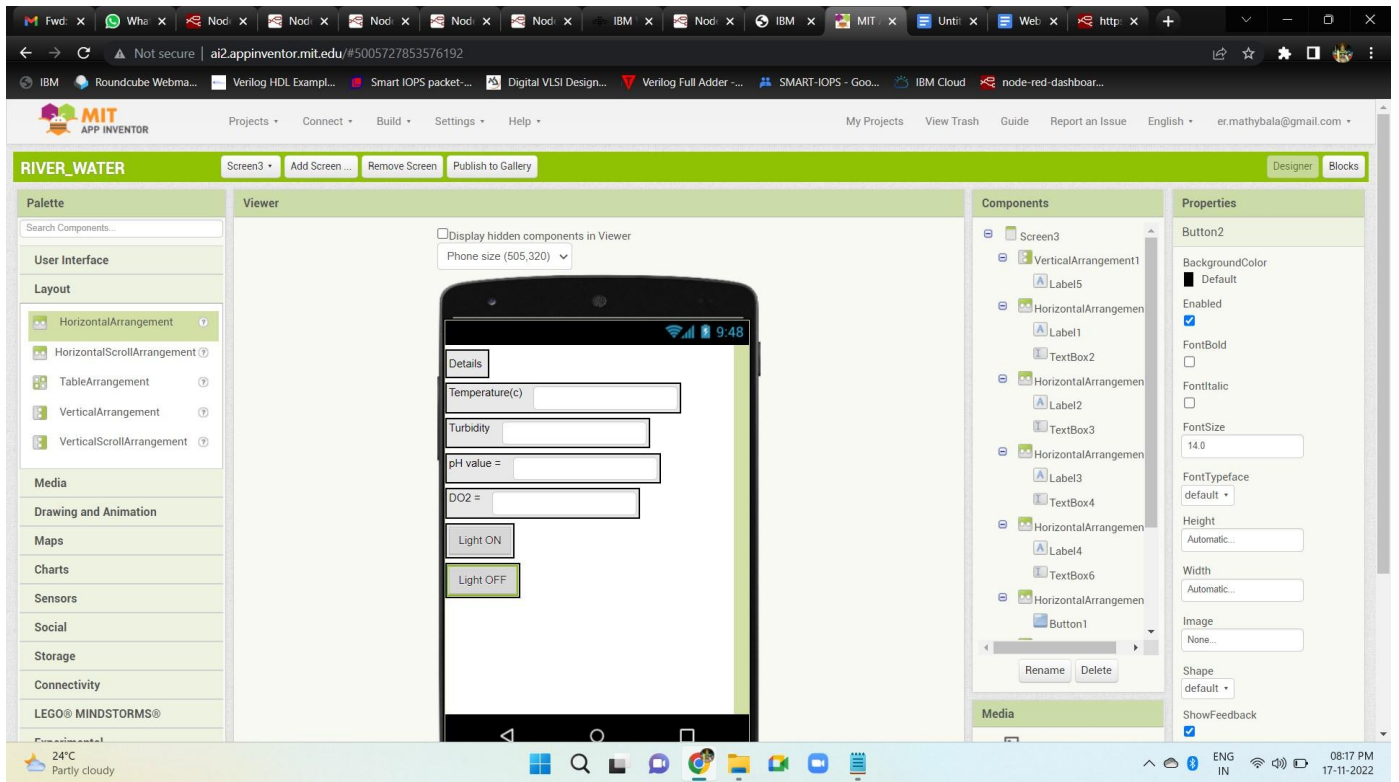 Fwd:
Wha
Node
Node
Node
Node
Node
IBM
Node
IBM
MIT
Untit
Web
http:
Not secure | ai2.appinventor.mit.edu/#5005727853576192
IBM
Roundcube Webma...
Verilog HDL Exampl...
Smart IOPS packet-...
Digital VLSI Design...
Verilog Full Adder -...
SMART-IOPS - Goo...
IBM Cloud
node-red-dashboar...
MIT
APP INVENTOR
Projects
Connect
Build
Settings
Help
My Projects
View Trash
Guide
Report an Issue
English
er.mathybala@gmail.com
RIVER_WATER
Screen3
Add Screen ...
Remove Screen
Publish to Gallery
Designer
Blocks
Palette
Search Components...
User Interface
Layout
HorizontalArrangement
HorizontalScrollArrangement
TableArrangement
VerticalArrangement
VerticalScrollArrangement
Media
Drawing and Animation
Maps
Charts
Sensors
Social
Storage
Connectivity
LEGO® MINDSTORMS®
Experimental
Viewer
Display hidden components in Viewer
Phone size (505,320)
9:48
Details
Temperature(c)
Turbidity
pH value =
DO2 =
Light ON
Light OFF
Components
Screen3
VerticalArrangement1
Label5
HorizontalArrangemen
Label1
TextBox2
HorizontalArrangemen
Label2
TextBox3
HorizontalArrangemen
Label3
TextBox4
HorizontalArrangemen
Label4
TextBox6
HorizontalArrangemen
Button1
Rename
Delete
Media
Properties
Button2
BackgroundColor
Default
Enabled
FontBold
FontItalic
FontSize
14.0
FontTypeface
default
Height
Automatic...
Width
Automatic...
Image
None...
Shape
default
ShowFeedback
24°C
Partly cloudy
ENG
IN
08:17 PM
17-11-2022